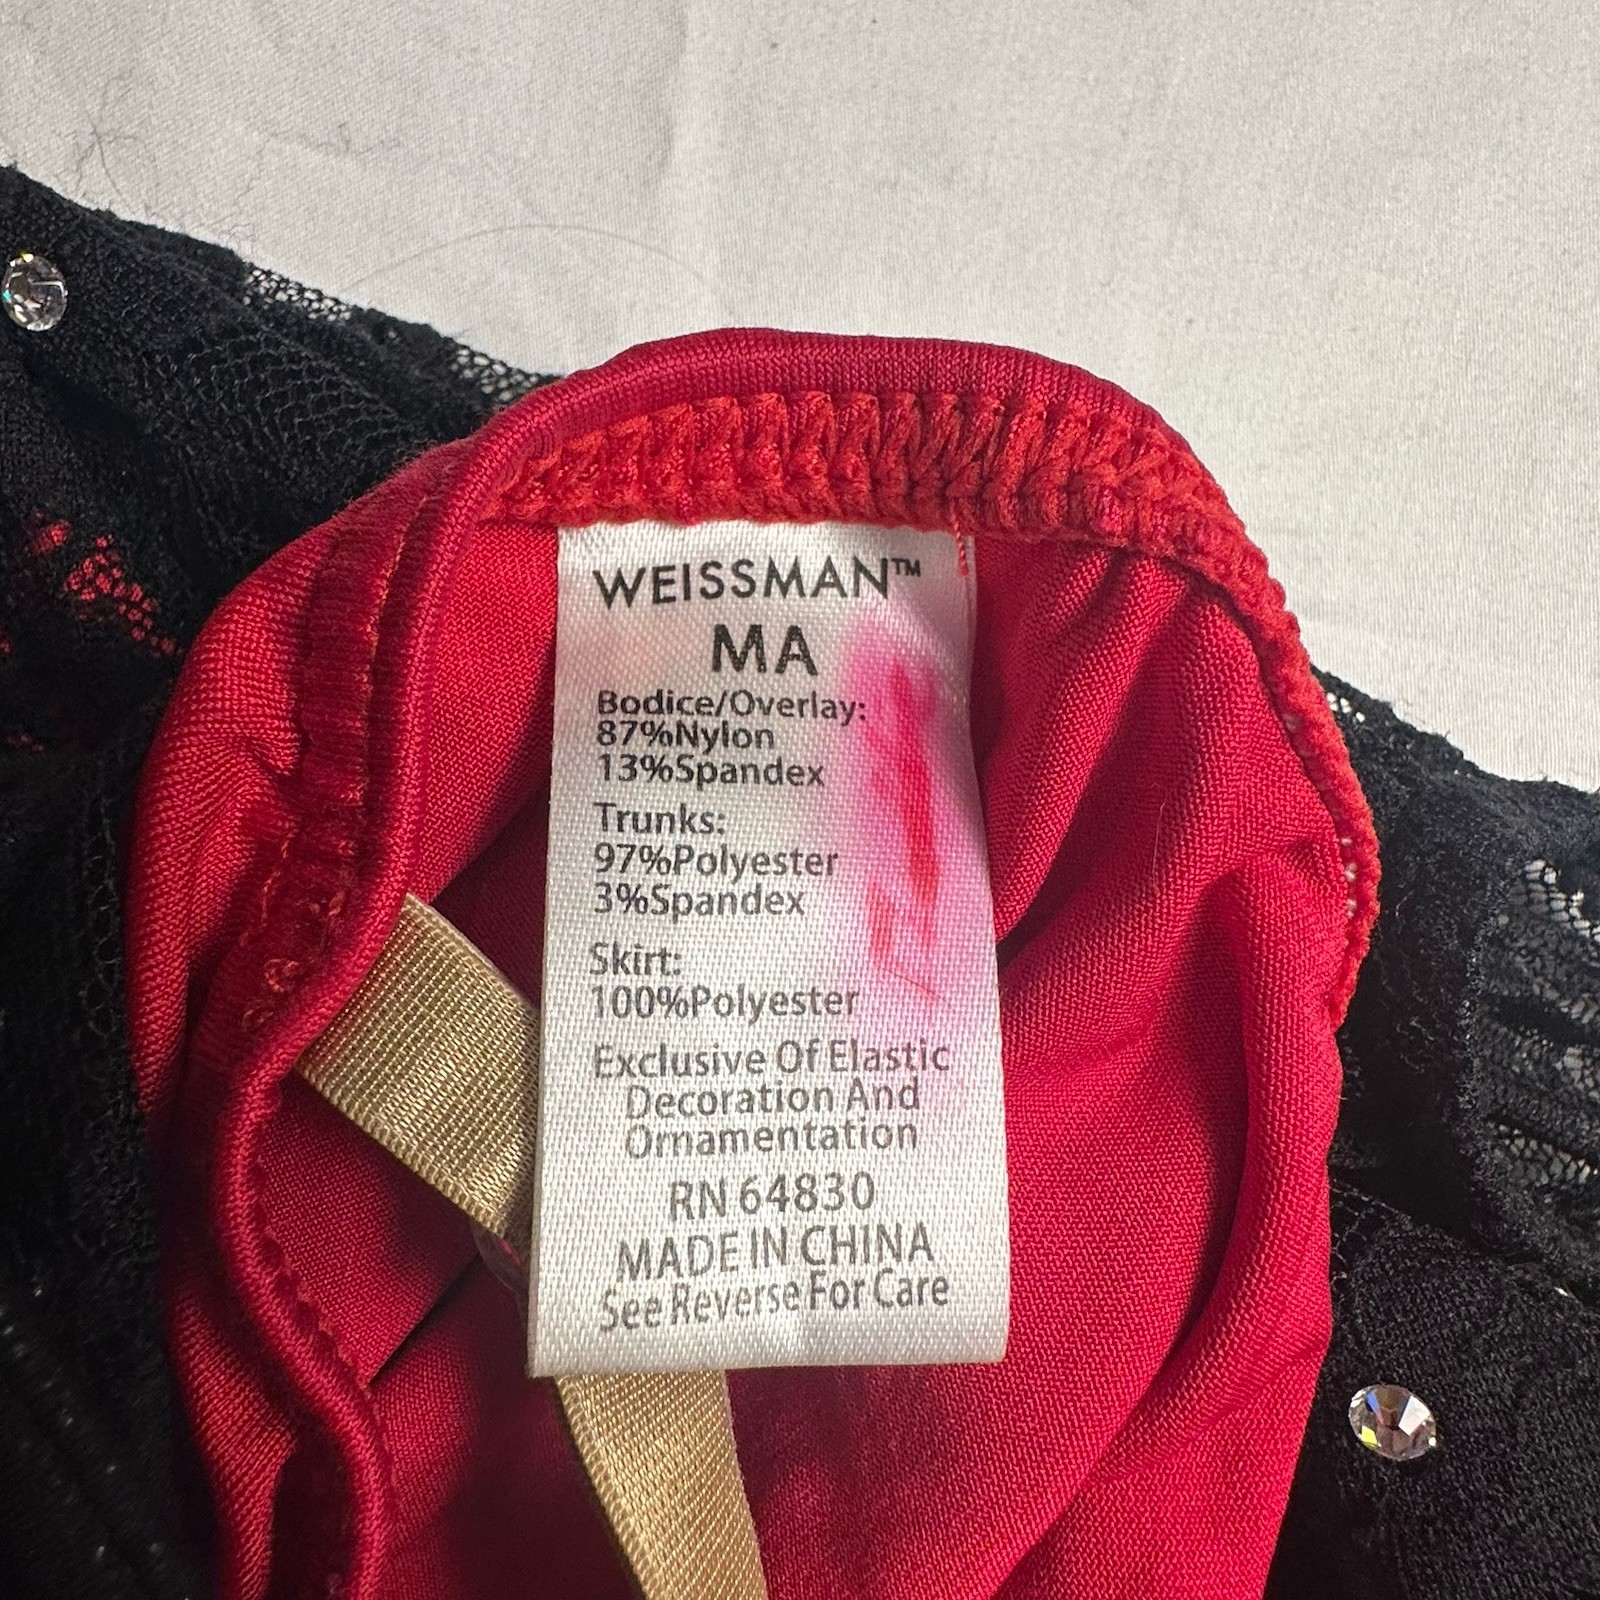 WEISSMAN™
MA
Bodice/Overlay:
87%Nylon
13%Spandex
Trunks:
97%Polyester
3%Spandex
Skirt:
100%Polyester
Exclusive Of Elastic
Decoration And
Ornamentation
RN 64830
MADE IN CHINA
See Reverse For Care